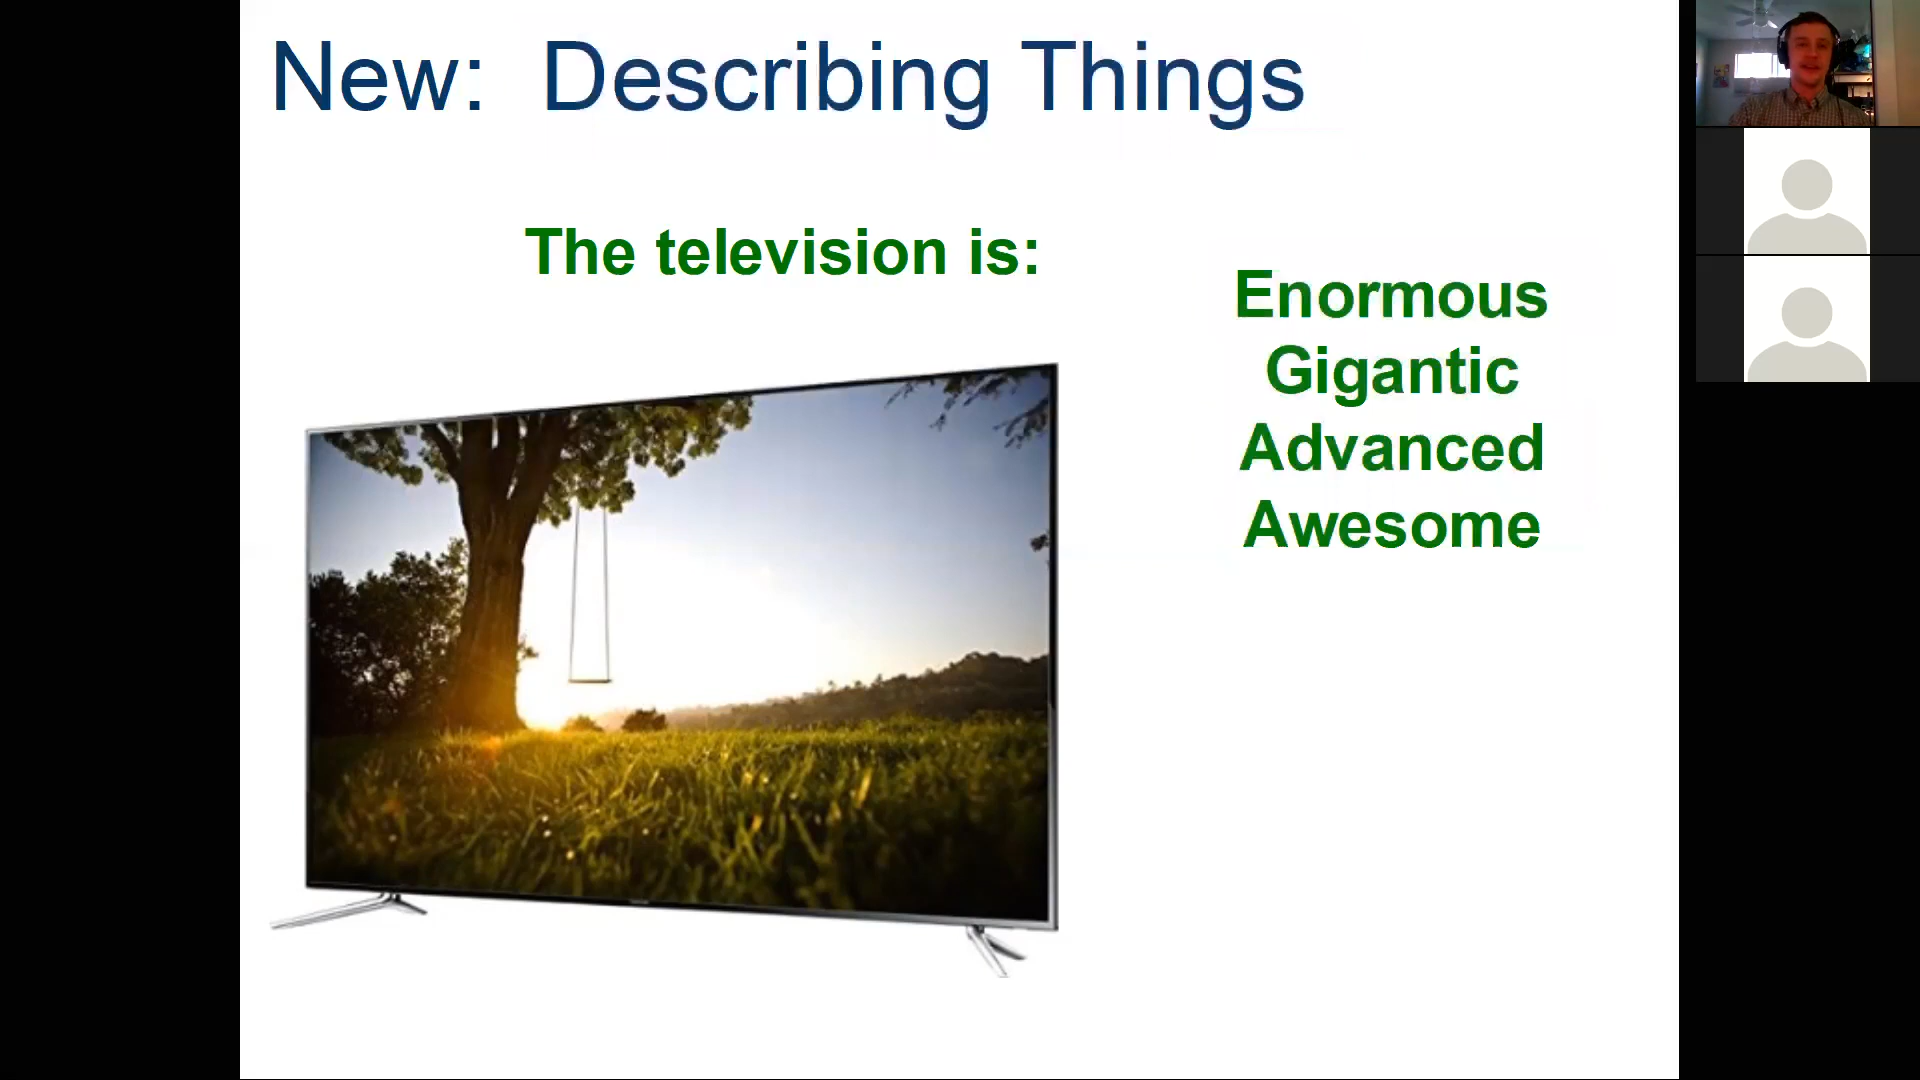 New: Describing Things
The television is:
Enormous
Gigantic
Advanced
Awesome